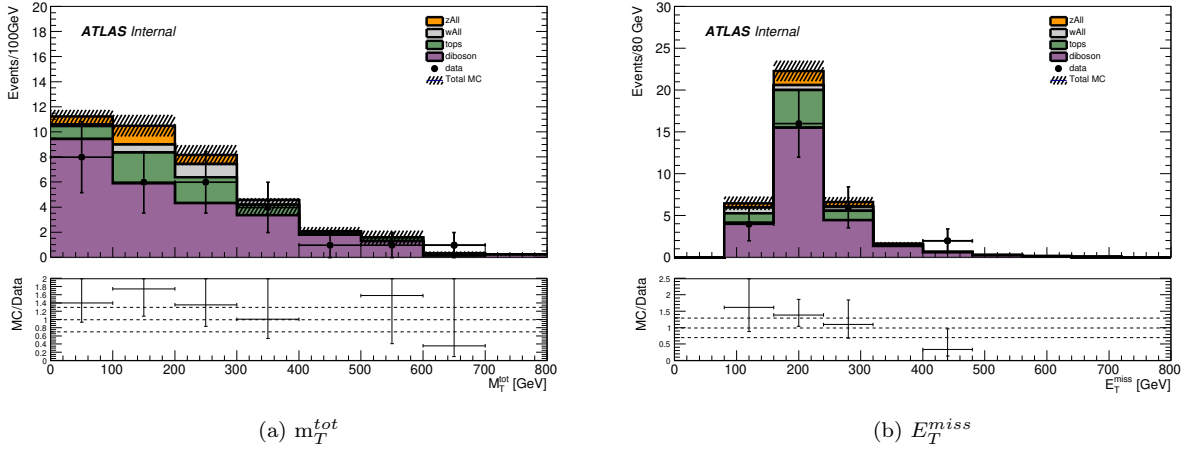 Events/100GeV
20
18
16
14
12
10
8
6
4
2
0
ATLAS Internal
zAll
wAll
tops
diboson
data
Total MC
MC/Data
2
1.8
1.6
1.4
1.2
1
0.8
0.6
0.4
0.2
0
0 100 200 300 400 500 600 700 800
M_T^tot [GeV]
(a) m_T^tot
Events/80 GeV
30
25
20
15
10
5
0
ATLAS Internal
zAll
wAll
tops
diboson
data
Total MC
MC/Data
2.5
2
1.5
1
0.5
0
0 100 200 300 400 500 600 700 800
E_T^miss [GeV]
(b) E_T^miss